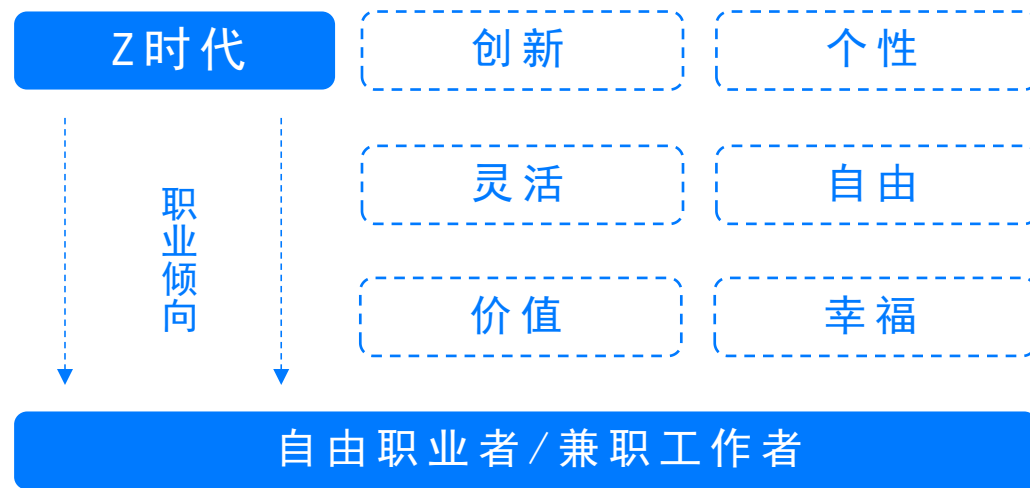 Z时代
创新
个性
灵活
自由
职业倾向
价值
幸福
自由职业者/兼职工作者